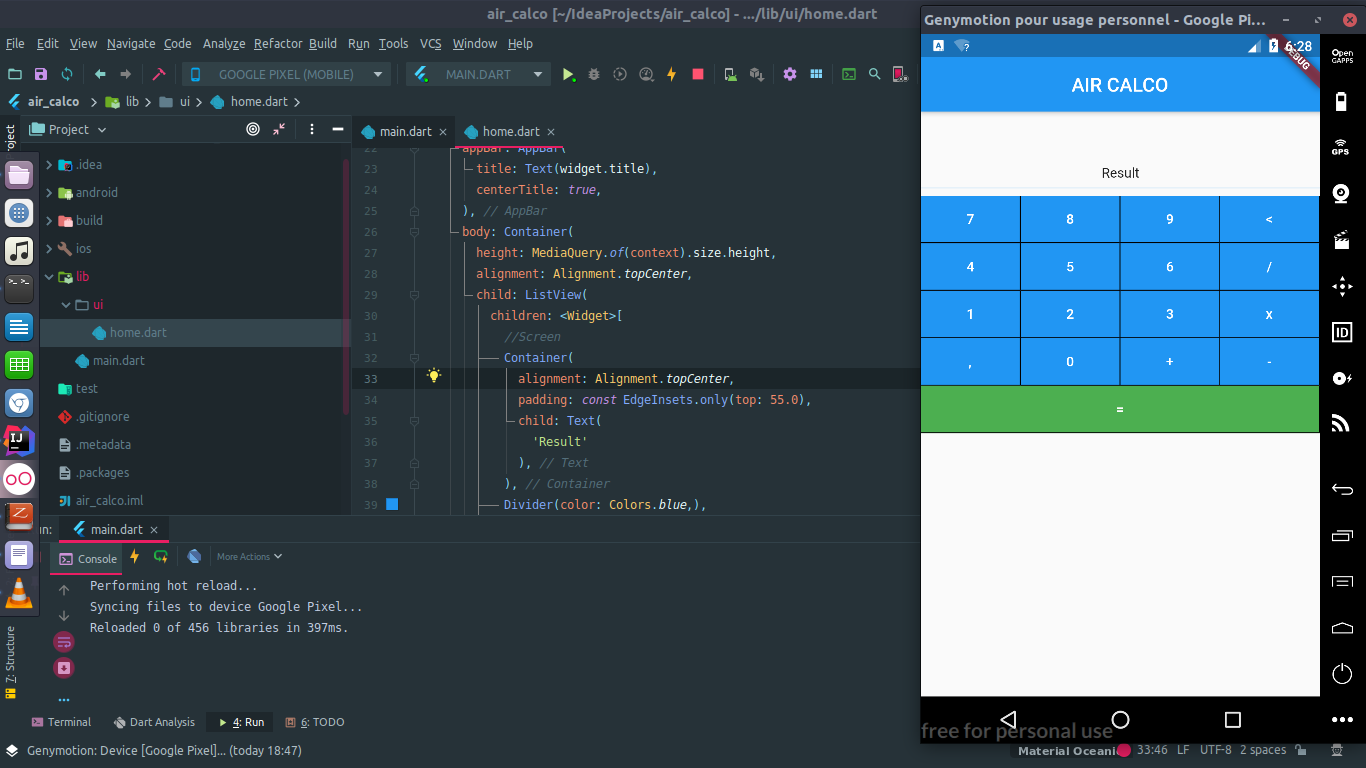 air_calco [~/IdeaProjects/air_calco] - .../lib/ui/home.dart
File Edit View Navigate Code Analyze Refactor Build Run Tools VCS Window Help
GOOGLE PIXEL (MOBILE) MAIN.DART
air_calco lib ui home.dart
Project
main.dart home.dart
.idea
android
build
ios
lib
ui
home.dart
main.dart
test
.gitignore
.metadata
.packages
air_calco.iml
22 appBar: AppBar(
23 title: Text(widget.title),
24 centerTitle: true,
25 ), // AppBar
26 body: Container(
27 height: MediaQuery.of(context).size.height,
28 alignment: Alignment.topCenter,
29 child: ListView(
30 children: <Widget>[
31 //Screen
32 Container(
33 alignment: Alignment.topCenter,
34 padding: const EdgeInsets.only(top: 55.0),
35 child: Text(
36 'Result'
37 ), // Text
38 ), // Container
39 Divider(color: Colors.blue,),
main.dart
Console
More Actions
Performing hot reload...
Syncing files to device Google Pixel...
Reloaded 0 of 456 libraries in 397ms.
7: Structure
Terminal Dart Analysis 4: Run 6: TODO
Genymotion: Device [Google Pixel]... (today 18:47)
Material Oceanic 33:46 LF UTF-8 2 spaces
Genymotion pour usage personnel - Google Pi...
A ? 6:28
DEBUG
AIR CALCO
Result
7 8 9 <
4 5 6 /
1 2 3 x
, 0 + -
=
free for personal use
Open
GAPPS
GPS
ID